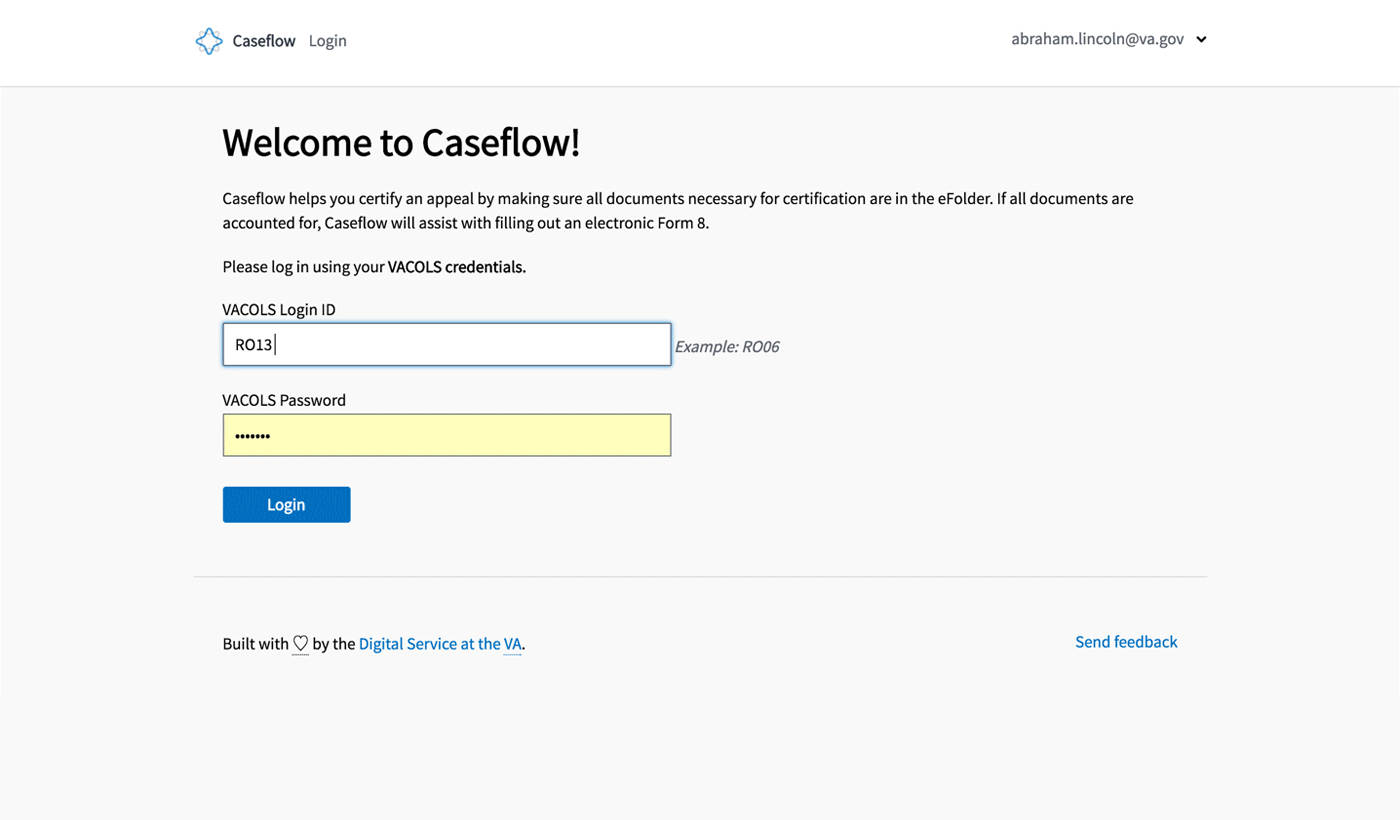 Caseflow Login abraham.lincoln@va.gov
Welcome to Caseflow!
Caseflow helps you certify an appeal by making sure all documents necessary for certification are in the eFolder. If all documents are
accounted for, Caseflow will assist with filling out an electronic Form 8.
Please log in using your VACOLS credentials.
VACOLS Login ID
RO13 Example: RO06
VACOLS Password
•••••••
Login
Built with ♡ by the Digital Service at the VA. Send feedback